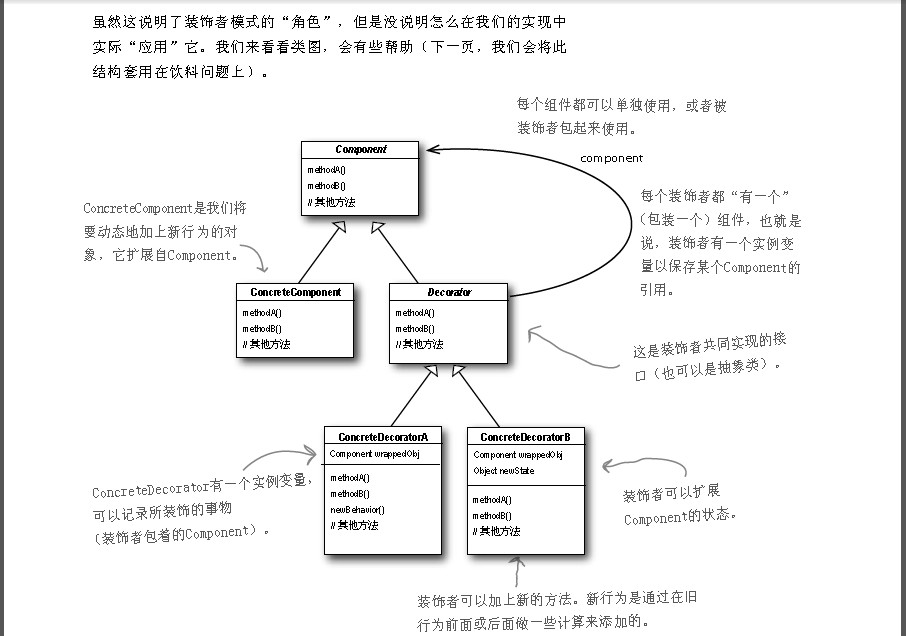 虽然这说明了装饰者模式的“角色”，但是没说明怎么在我们的实现中
实际“应用”它。我们来看看类图，会有些帮助（下一页，我们会将此
结构套用在饮料问题上）。
每个组件都可以单独使用，或者被
装饰者包起来使用。
Component
methodA()
methodB()
// 其他方法
component
每个装饰者都“有一个”
（包装一个）组件，也就是
说，装饰者有一个实例变
量以保存某个Component的
引用。
ConcreteComponent是我们将
要动态地加上新行为的对
象，它扩展自Component。
ConcreteComponent
methodA()
methodB()
// 其他方法
Decorator
methodA()
methodB()
// 其他方法
这是装饰者共同实现的接
口（也可以是抽象类）。
ConcreteDecoratorA
Component wrappedObj
methodA()
methodB()
newBehavior()
// 其他方法
ConcreteDecoratorB
Component wrappedObj
Object newState
methodA()
methodB()
// 其他方法
ConcreteDecorator有一个实例变量，
可以记录所装饰的事物
（装饰者包着的Component）。
装饰者可以扩展
Component的状态。
装饰者可以加上新的方法。新行为是通过在旧
行为前面或后面做一些计算来添加的。